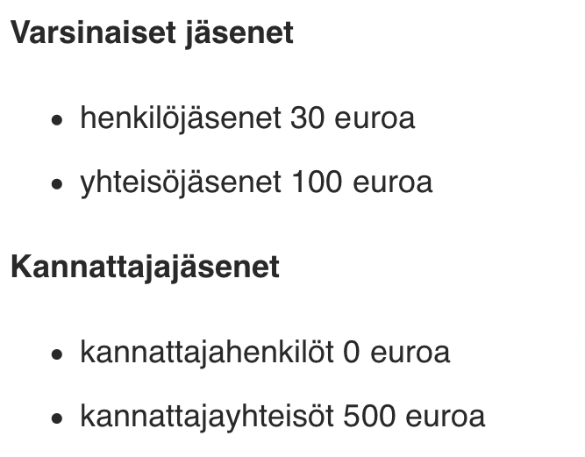 Varsinaiset jäsenet
• henkilöjäsenet 30 euroa
• yhteisöjäsenet 100 euroa
Kannattajajäsenet
• kannattajahenkilöt 0 euroa
• kannattajayhteisöt 500 euroa